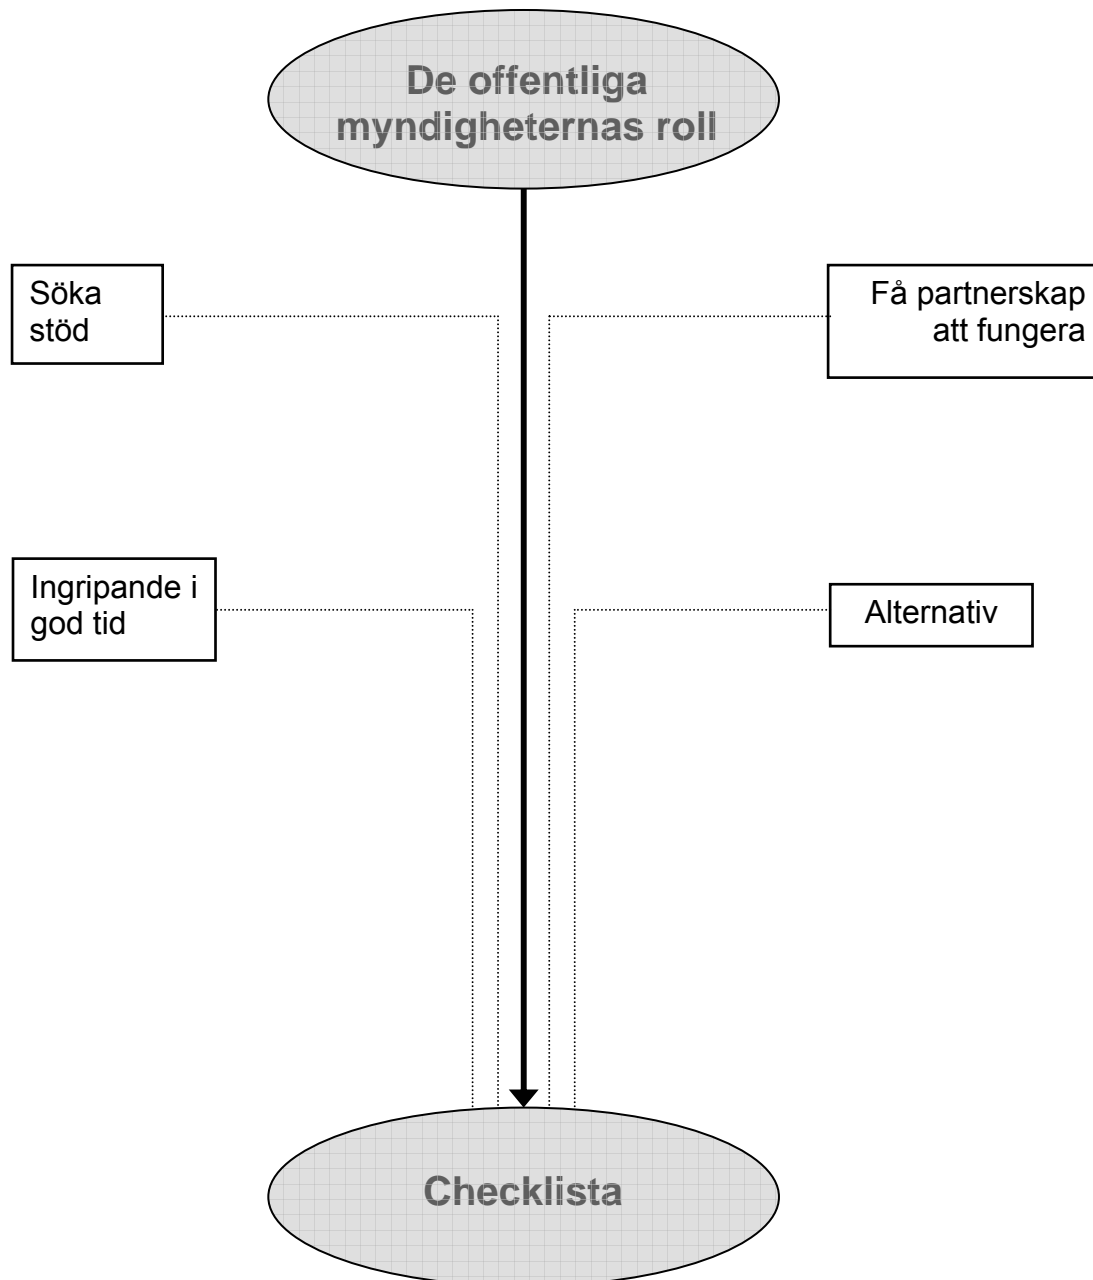 De offentliga
myndigheternas roll
Söka
stöd
Få partnerskap
att fungera
Ingripande i
god tid
Alternativ
Checklista